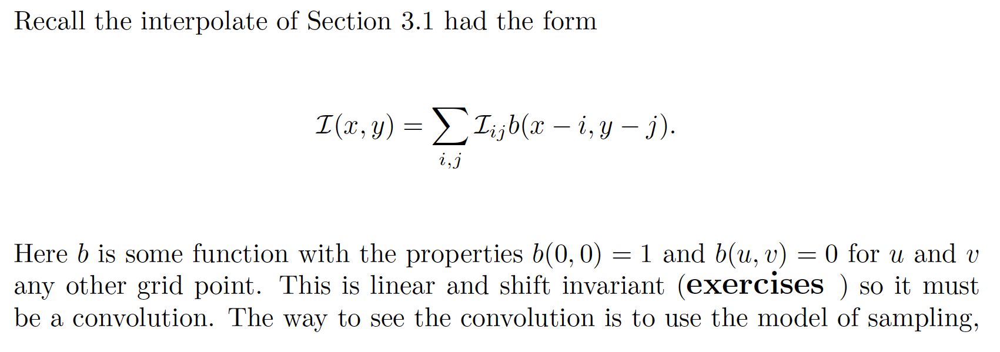 Recall the interpolate of Section 3.1 had the form
$$\mathcal{I}(x, y) = \sum_{i,j} \mathcal{I}_{ij} b(x - i, y - j).$$
Here $b$ is some function with the properties $b(0, 0) = 1$ and $b(u, v) = 0$ for $u$ and $v$
any other grid point. This is linear and shift invariant (**exercises** ) so it must
be a convolution. The way to see the convolution is to use the model of sampling,